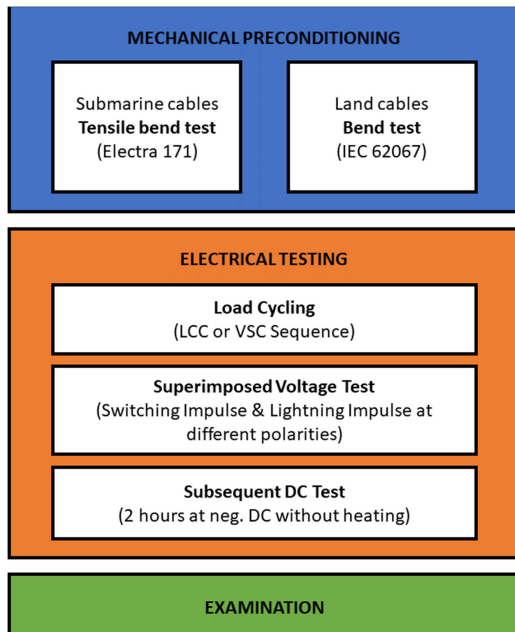 MECHANICAL PRECONDITIONING
Submarine cables
Tensile bend test
(Electra 171)
Land cables
Bend test
(IEC 62067)
ELECTRICAL TESTING
Load Cycling
(LCC or VSC Sequence)
Superimposed Voltage Test
(Switching Impulse & Lightning Impulse at
different polarities)
Subsequent DC Test
(2 hours at neg. DC without heating)
EXAMINATION